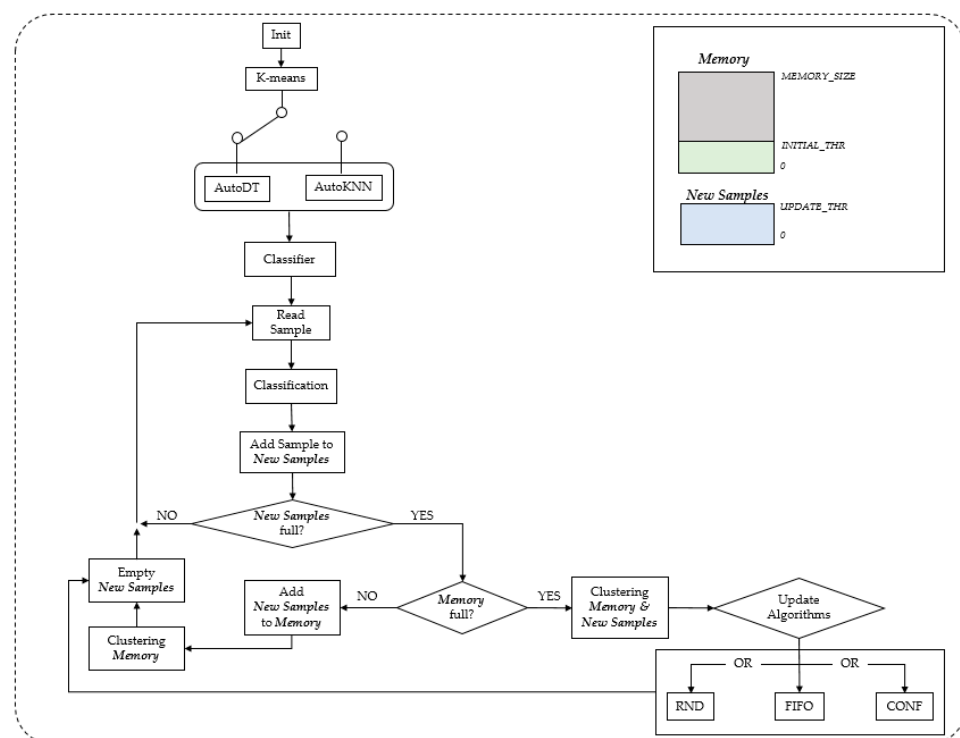 Init
K-means
AutoDT
AutoKNN
Classifier
Read
Sample
Classification
Add Sample to
New Samples
New Samples
full?
NO
YES
Empty
New Samples
Clustering
Memory
Add
New Samples
to Memory
NO
Memory
full?
YES
Clustering
Memory &
New Samples
Update
Algorithms
OR
OR
RND
FIFO
CONF
Memory
MEMORY_SIZE
INITIAL_THR
0
New Samples
UPDATE_THR
0